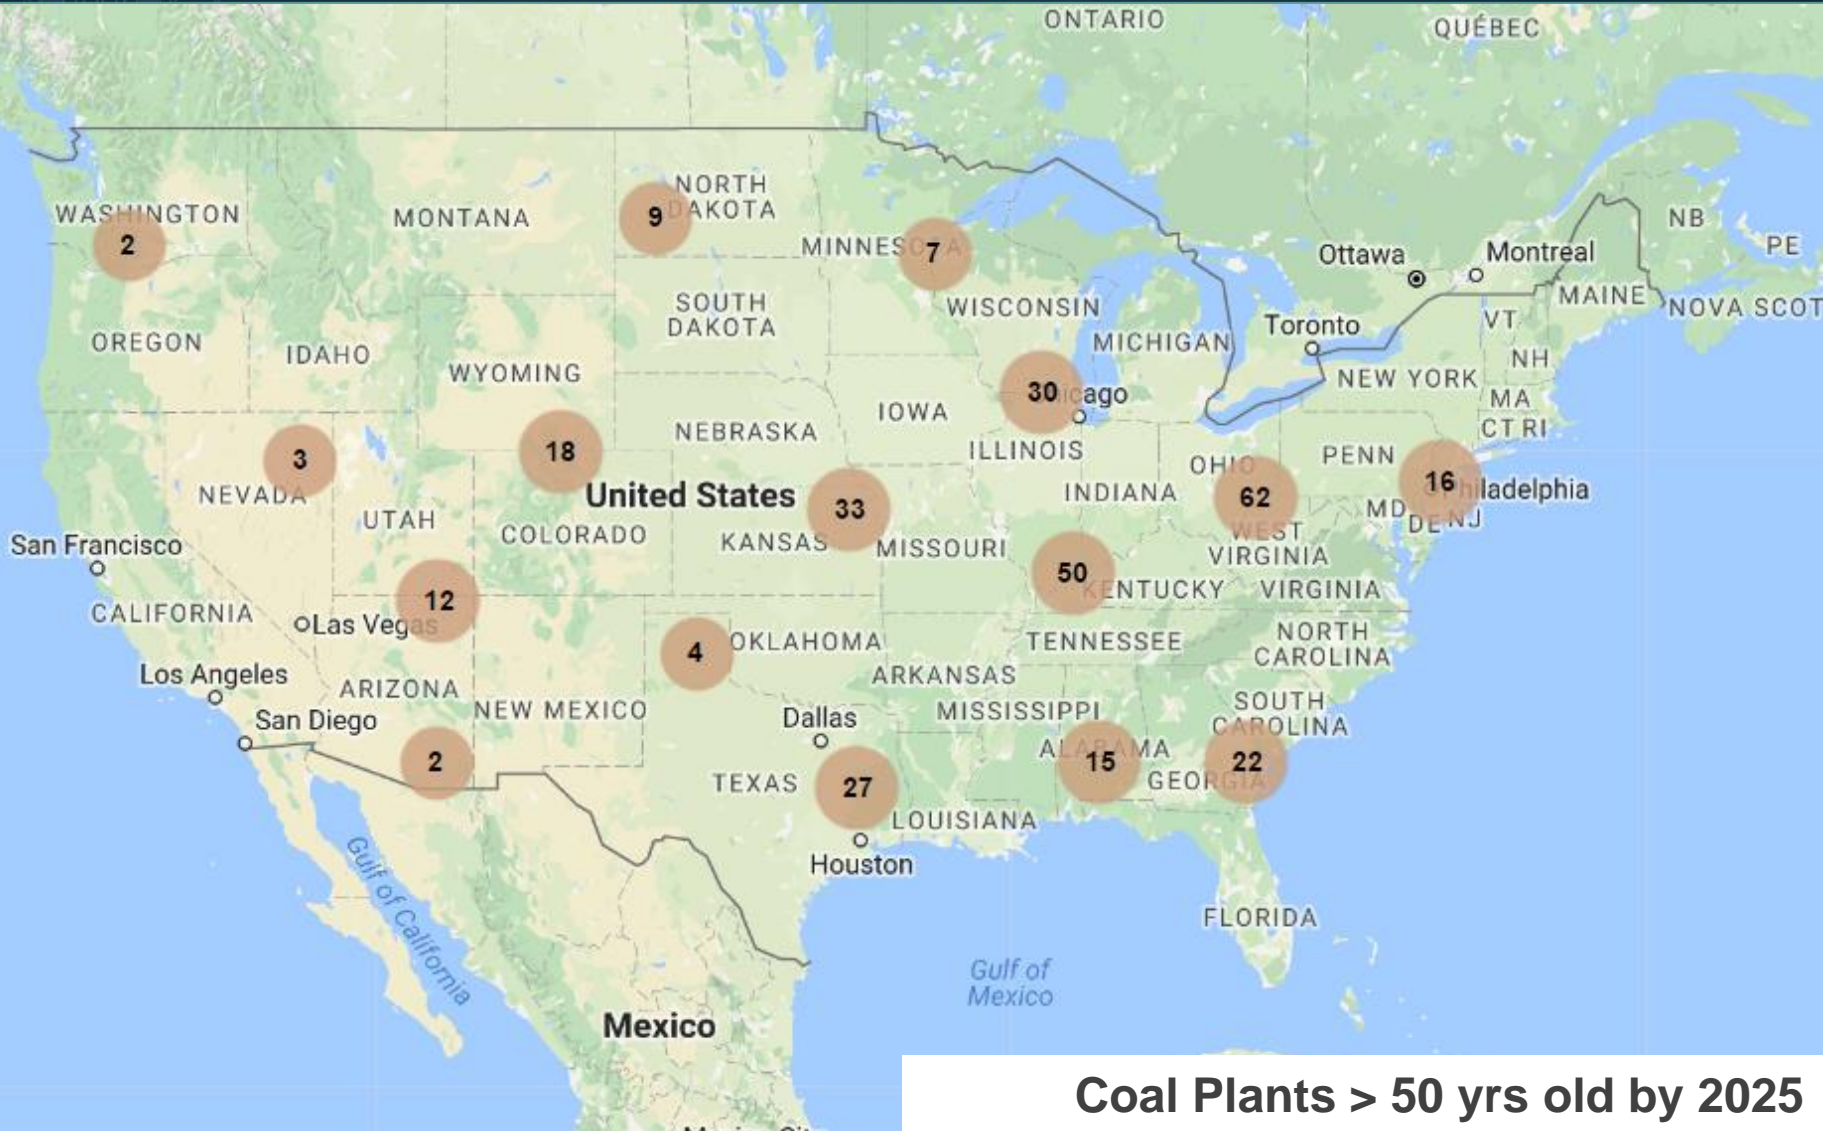 ONTARIO
QUÉBEC
NORTH
DAKOTA
WASHINGTON
MONTANA
9
NB
2
MINNESOTA
7
Ottawa
Montreal
PE
SOUTH
DAKOTA
WISCONSIN
MAINE
NOVA SCOT
OREGON
IDAHO
MICHIGAN
Toronto
VT
NH
WYOMING
30
Chicago
NEW YORK
MA
IOWA
CT RI
NEBRASKA
3
18
ILLINOIS
OHIO
PENN
NEVADA
United States
33
INDIANA
62
16
Philadelphia
UTAH
COLORADO
KANSAS
MISSOURI
WEST
VIRGINIA
MD
DE
NJ
San Francisco
50
KENTUCKY
VIRGINIA
CALIFORNIA
12
Las Vegas
4
OKLAHOMA
TENNESSEE
NORTH
CAROLINA
Los Angeles
ARIZONA
ARKANSAS
San Diego
NEW MEXICO
Dallas
MISSISSIPPI
SOUTH
CAROLINA
2
TEXAS
27
ALABAMA
15
22
GEORGIA
LOUISIANA
Houston
Gulf of California
FLORIDA
Gulf of
Mexico
Mexico
Coal Plants > 50 yrs old by 2025